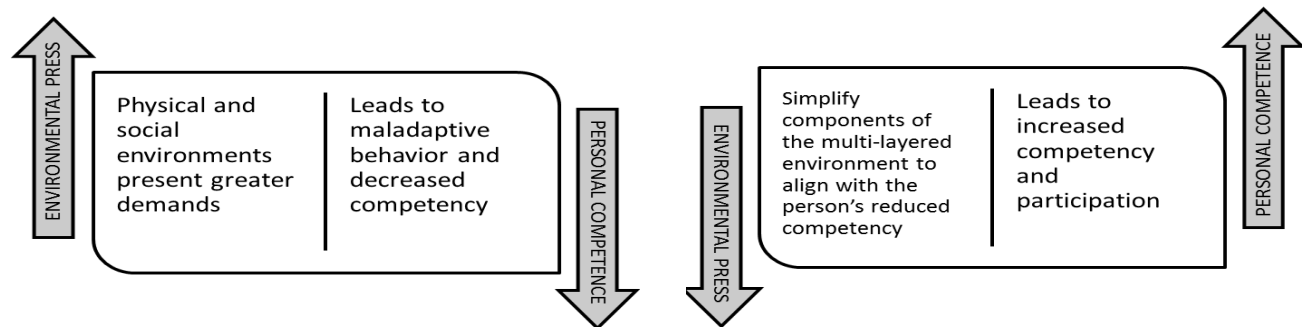 ENVIRONMENTAL PRESS
Physical and
social
environments
present greater
demands
Leads to
maladaptive
behavior and
decreased
competency
PERSONAL COMPETENCE
ENVIRONMENTAL PRESS
Simplify
components of
the multi-layered
environment to
align with the
person's reduced
competency
Leads to
increased
competency
and
participation
PERSONAL COMPETENCE